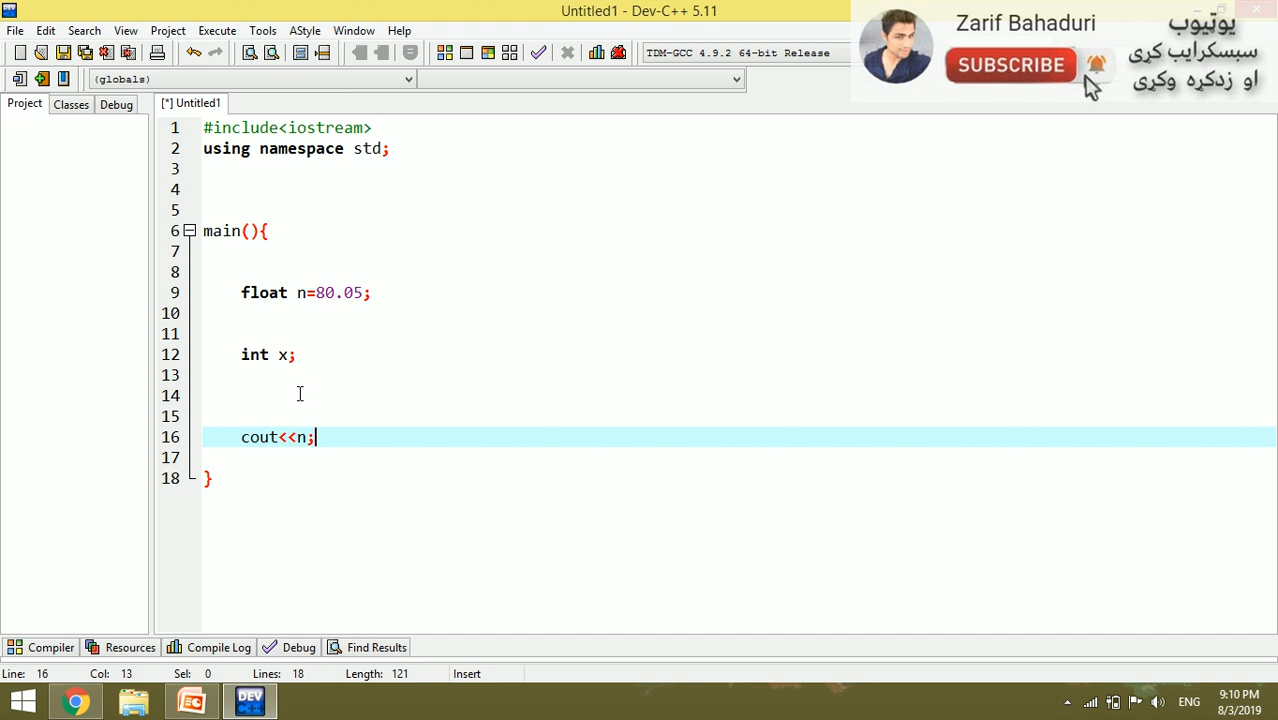 Untitled1 - Dev-C++ 5.11
File Edit Search View Project Execute Tools AStyle Window Help
TDM-GCC 4.9.2 64-bit Release
(globals)
Project Classes Debug
[*] Untitled1
1 #include<iostream>
2 using namespace std;
3
4
5
6 main(){
7
8
9 float n=80.05;
10
11
12 int x;
13
14
15
16 cout<<n;
17
18 }
Zarif Bahaduri
SUBSCRIBE
یوټیوب
سبسکرایب کړی
او زدکړه وکړی
Compiler Resources Compile Log Debug Find Results
Line: 16 Col: 13 Sel: 0 Lines: 18 Length: 121 Insert
DEV C++
ENG
9:10 PM
8/3/2019